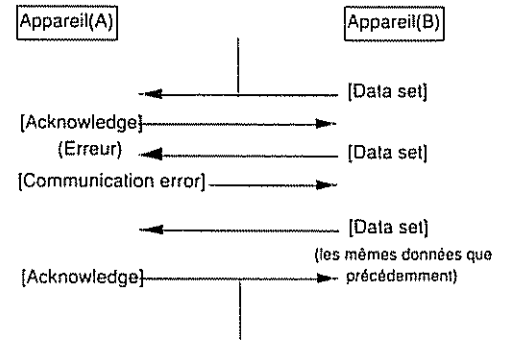 Appareil(A) Appareil(B)
[Data set]
[Acknowledge]
(Erreur) [Data set]
[Communication error]
[Data set]
(les mêmes données que
[Acknowledge] précédemment)